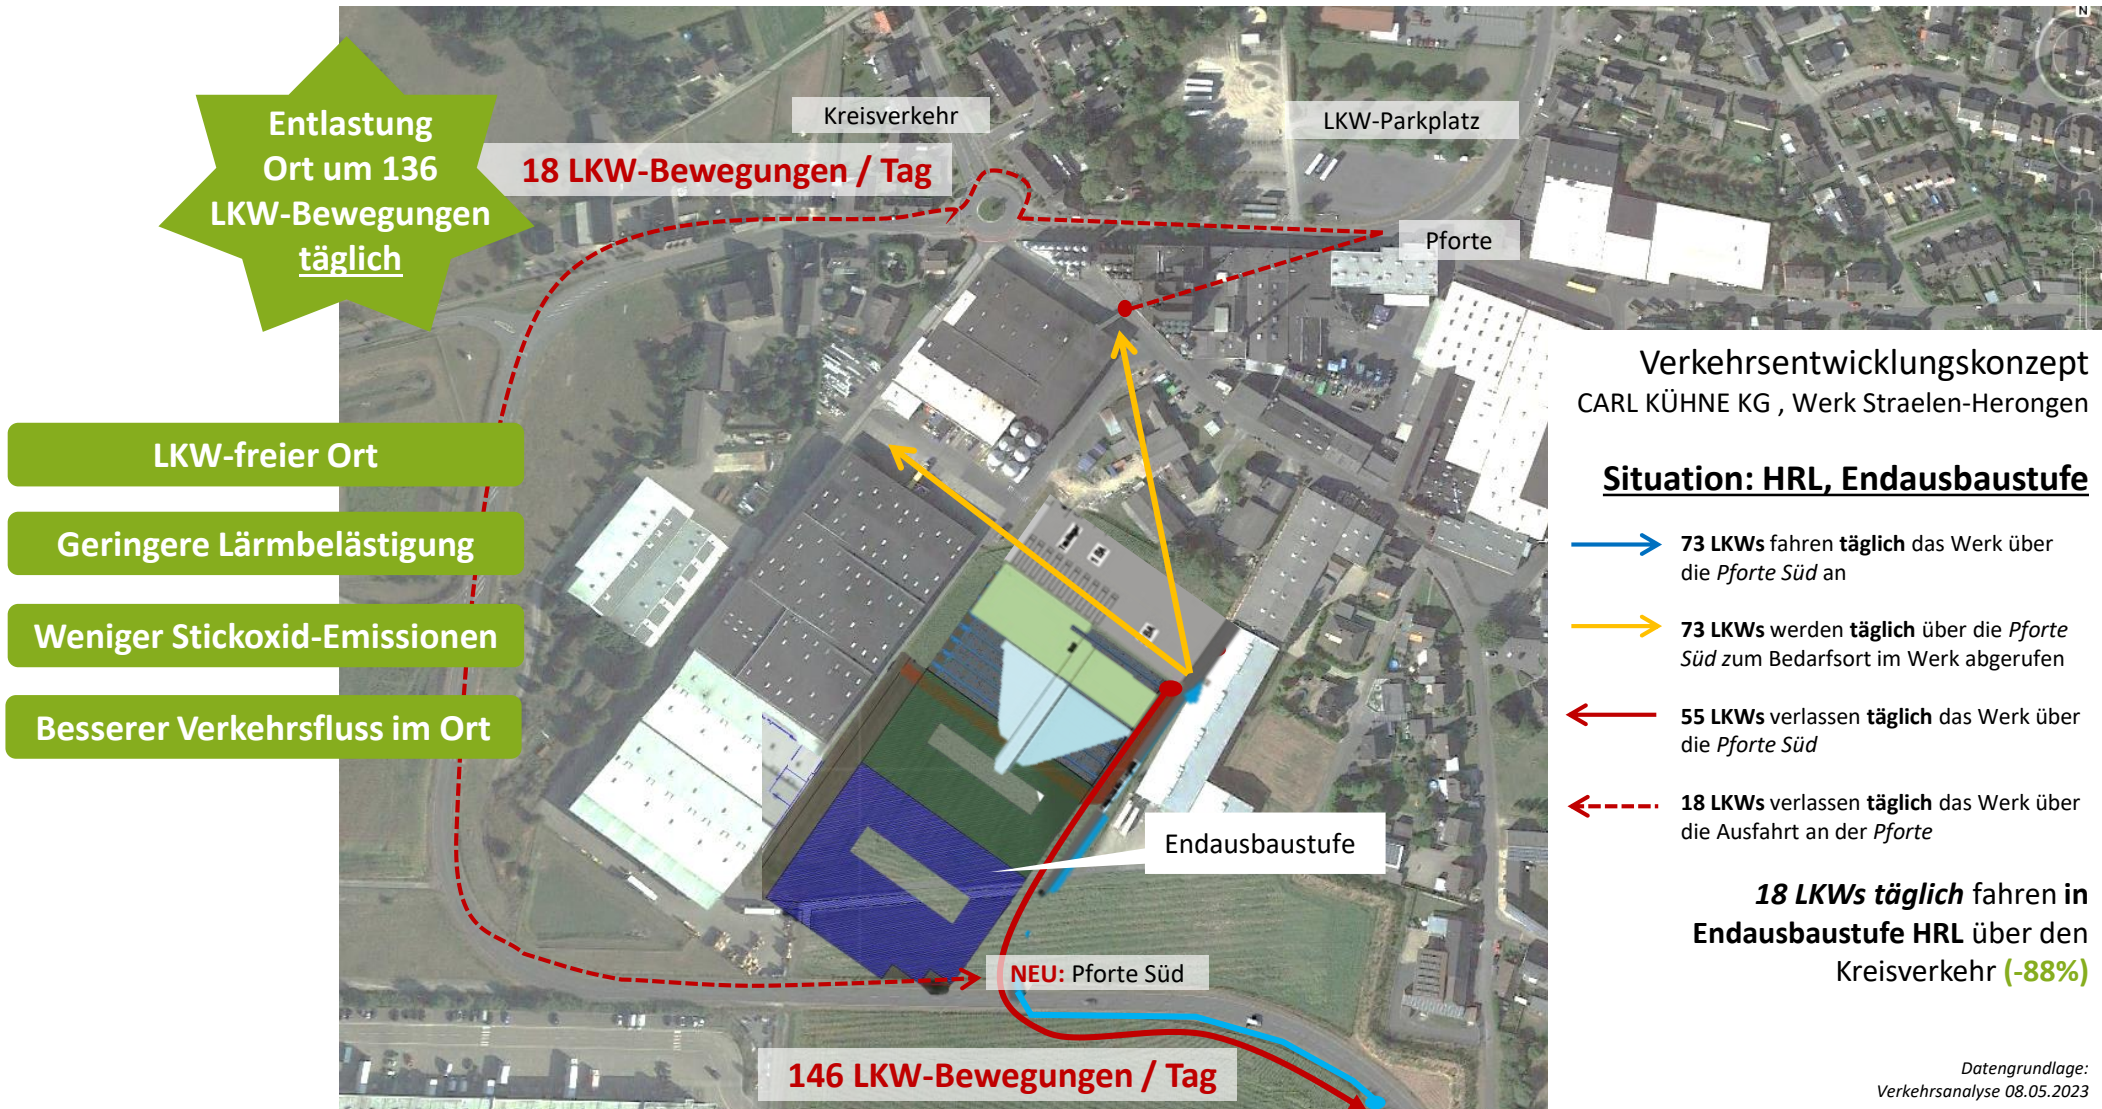 Entlastung
Ort um 136
LKW-Bewegungen
täglich
Kreisverkehr
LKW-Parkplatz
18 LKW-Bewegungen / Tag
Pforte
N
LKW-freier Ort
Geringere Lärmbelästigung
Weniger Stickoxid-Emissionen
Besserer Verkehrsfluss im Ort
Endausbaustufe
NEU: Pforte Süd
146 LKW-Bewegungen / Tag
Verkehrsentwicklungskonzept
CARL KÜHNE KG , Werk Straelen-Herongen
Situation: HRL, Endausbaustufe
73 LKWs fahren täglich das Werk über
die Pforte Süd an
73 LKWs werden täglich über die Pforte
Süd zum Bedarfsort im Werk abgerufen
55 LKWs verlassen täglich das Werk über
die Pforte Süd
18 LKWs verlassen täglich das Werk über
die Ausfahrt an der Pforte
18 LKWs täglich fahren in
Endausbaustufe HRL über den
Kreisverkehr (-88%)
Datengrundlage:
Verkehrsanalyse 08.05.2023